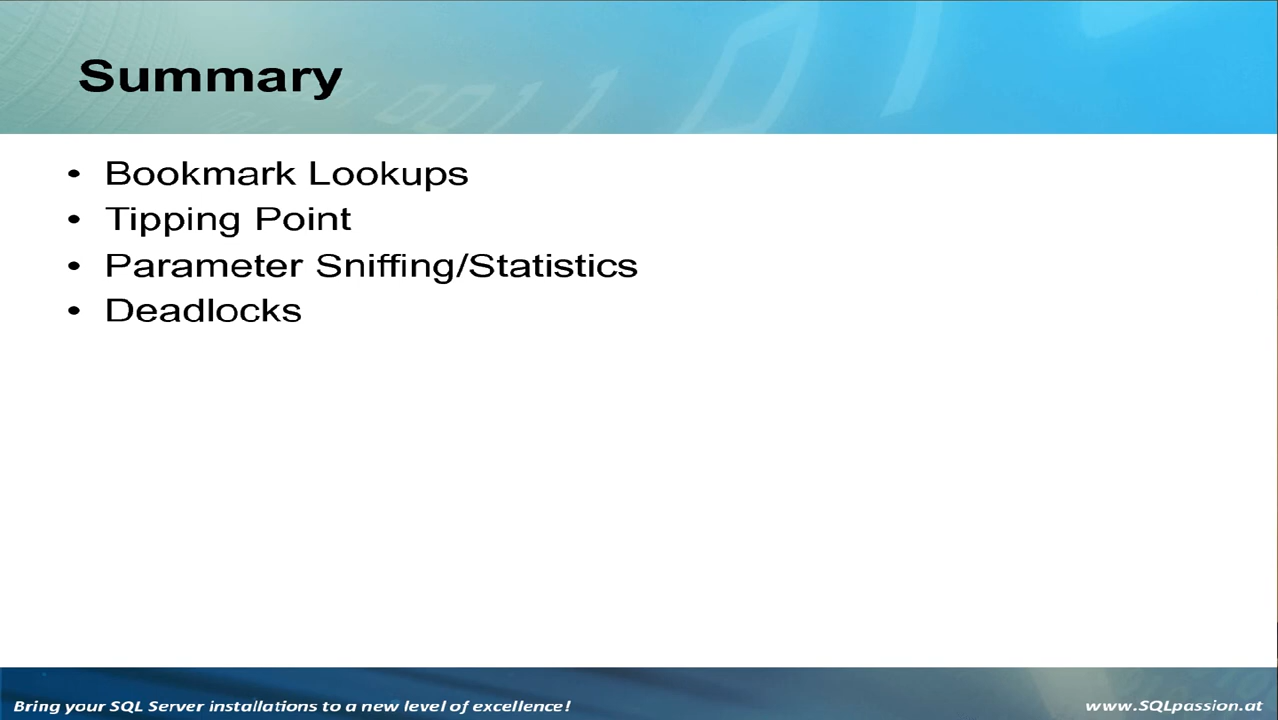 Summary
• Bookmark Lookups
• Tipping Point
• Parameter Sniffing/Statistics
• Deadlocks
Bring your SQL Server installations to a new level of excellence!
www.SQLpassion.at